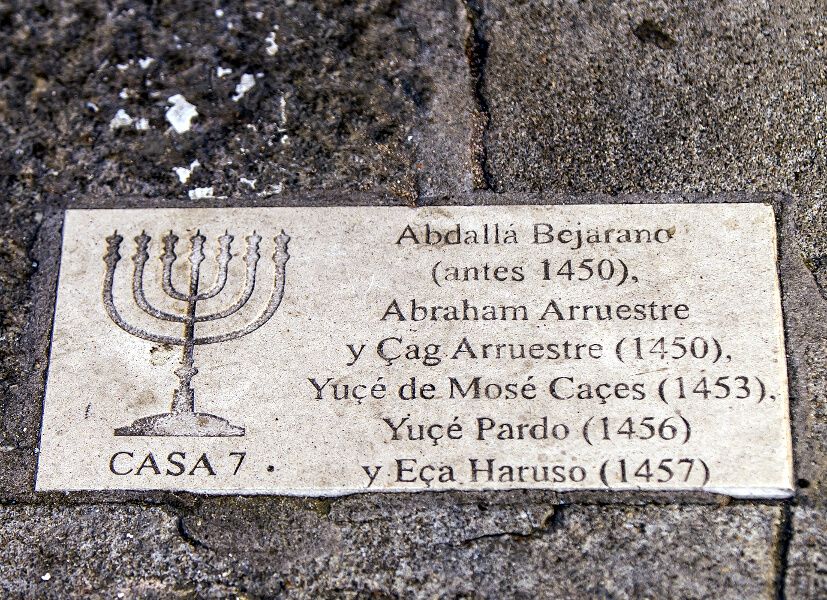 Abdallá Bejarano
(antes 1450),
Abraham Arruestre
y Çag Arruestre (1450),
Yuçé de Mosé Caçes (1453),
Yuçé Pardo (1456)
y Eça Haruso (1457)
CASA 7 .